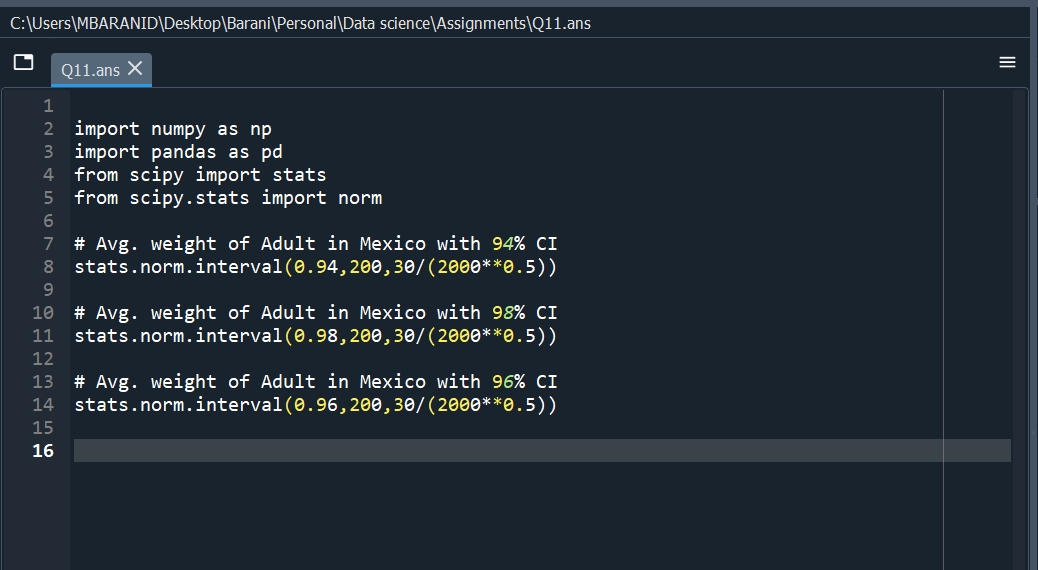 C:\Users\MBARANID\Desktop\Barani\Personal\Data science\Assignments\Q11.ans
Q11.ans
1
2 import numpy as np
3 import pandas as pd
4 from scipy import stats
5 from scipy.stats import norm
6
7 # Avg. weight of Adult in Mexico with 94% CI
8 stats.norm.interval(0.94,200,30/(2000**0.5))
9
10 # Avg. weight of Adult in Mexico with 98% CI
11 stats.norm.interval(0.98,200,30/(2000**0.5))
12
13 # Avg. weight of Adult in Mexico with 96% CI
14 stats.norm.interval(0.96,200,30/(2000**0.5))
15
16